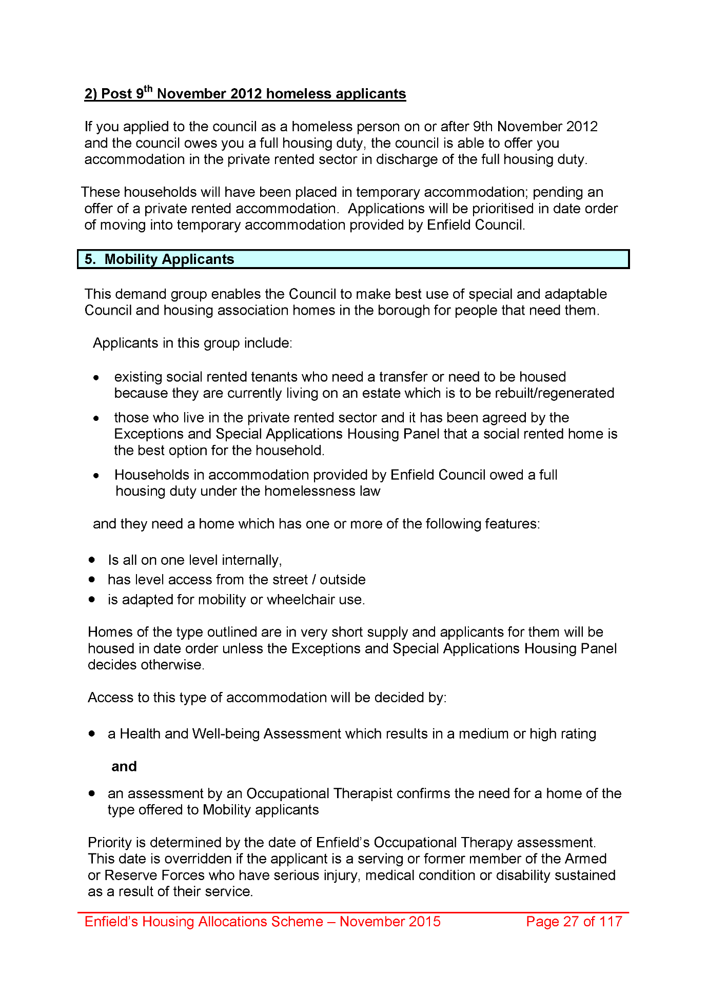 2) Post 9th November 2012 homeless applicants
If you applied to the council as a homeless person on or after 9th November 2012
and the council owes you a full housing duty, the council is able to offer you
accommodation in the private rented sector in discharge of the full housing duty.
These households will have been placed in temporary accommodation; pending an
offer of a private rented accommodation.  Applications will be prioritised in date order
of moving into temporary accommodation provided by Enfield Council.
5.  Mobility Applicants
This demand group enables the Council to make best use of special and adaptable
Council and housing association homes in the borough for people that need them.
Applicants in this group include:
• existing social rented tenants who need a transfer or need to be housed
because they are currently living on an estate which is to be rebuilt/regenerated
• those who live in the private rented sector and it has been agreed by the
Exceptions and Special Applications Housing Panel that a social rented home is
the best option for the household.
• Households in accommodation provided by Enfield Council owed a full
housing duty under the homelessness law
and they need a home which has one or more of the following features:
• Is all on one level internally,
• has level access from the street / outside
• is adapted for mobility or wheelchair use.
Homes of the type outlined are in very short supply and applicants for them will be
housed in date order unless the Exceptions and Special Applications Housing Panel
decides otherwise.
Access to this type of accommodation will be decided by:
• a Health and Well-being Assessment which results in a medium or high rating
and
• an assessment by an Occupational Therapist confirms the need for a home of the
type offered to Mobility applicants
Priority is determined by the date of Enfield’s Occupational Therapy assessment.
This date is overridden if the applicant is a serving or former member of the Armed
or Reserve Forces who have serious injury, medical condition or disability sustained
as a result of their service.
Enfield’s Housing Allocations Scheme – November 2015 Page 27 of 117